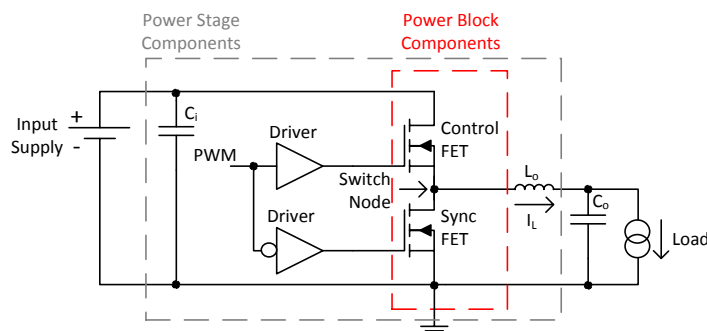 Power Stage
Components
Power Block
Components
Input
Supply
+
-
Ci
Driver
PWM
Control
FET
Switch
Node
Lo
IL
Co
Driver
Sync
FET
Load